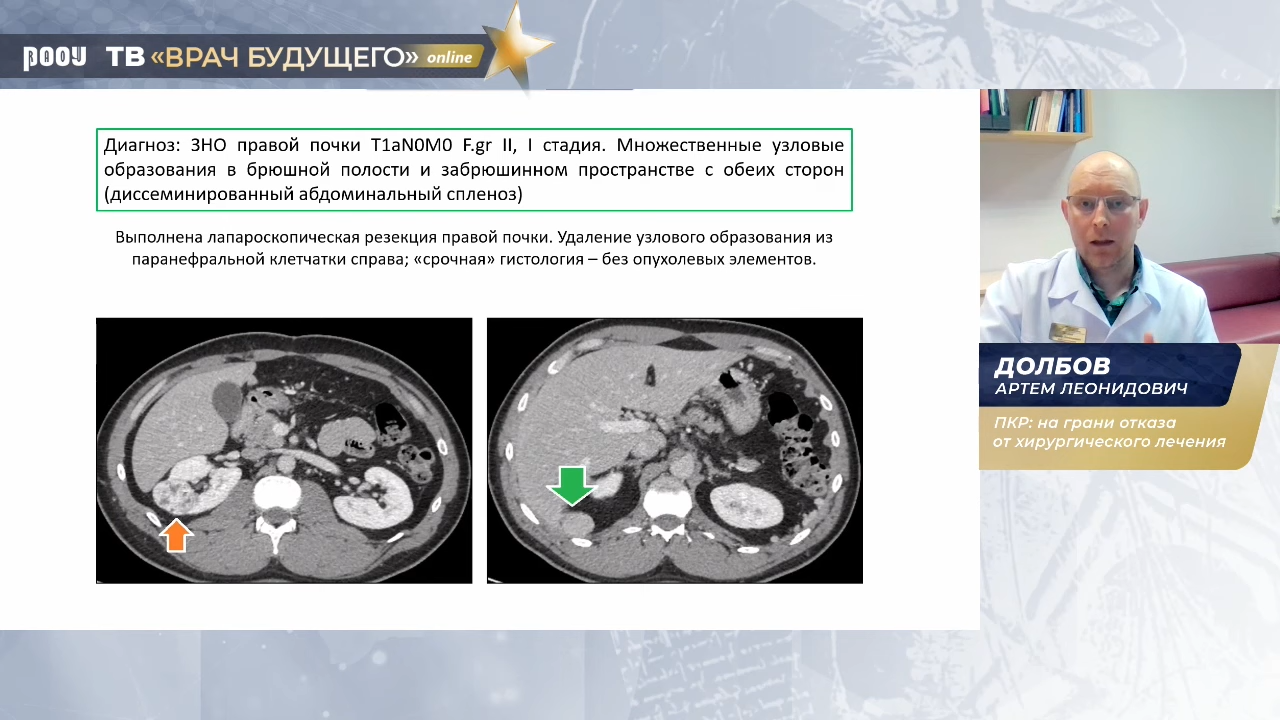 РООУ ТВ «ВРАЧ БУДУЩЕГО» online
Диагноз: ЗНО правой почки T1aN0M0 F.gr II, I стадия. Множественные узловые
образования в брюшной полости и забрюшинном пространстве с обеих сторон
(диссеминированный абдоминальный спленоз)
Выполнена лапароскопическая резекция правой почки. Удаление узлового образования из
паранефральной клетчатки справа; «срочная» гистология – без опухолевых элементов.
ДОЛБОВ
АРТЕМ ЛЕОНИДОВИЧ
ПКР: на грани отказа
от хирургического лечения